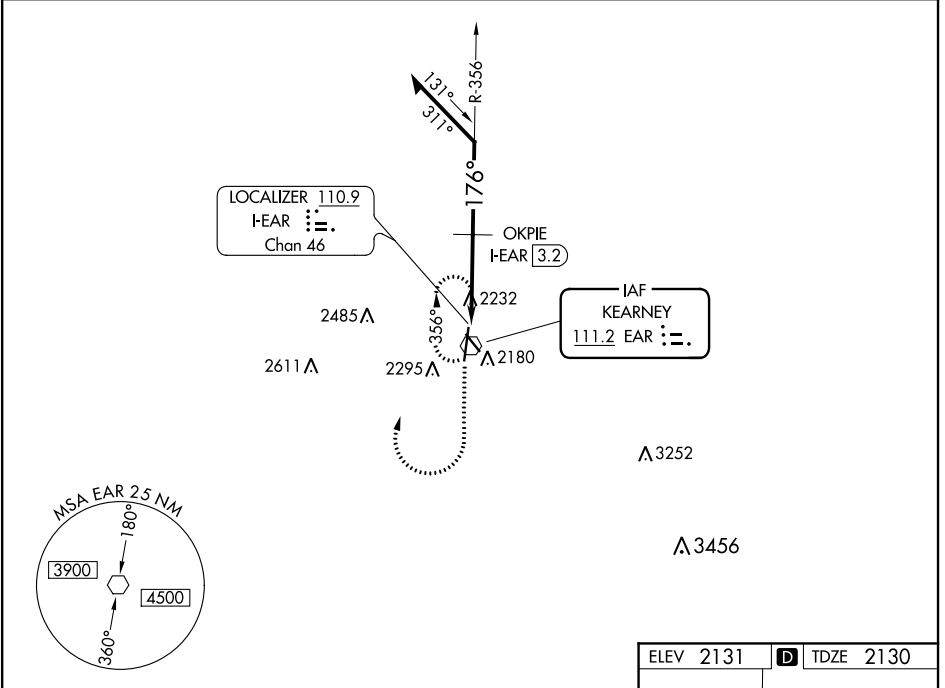 R-356
131°
311°
176°
LOCALIZER 110.9
I-EAR
Chan 46
OKPIE
I-EAR 3.2
IAF
KEARNEY
111.2 EAR
2232
2485
356°
2611
2295
2180
3252
3456
MSA EAR 25 NM
180°
3900
4500
360°
ELEV 2131 D TDZE 2130